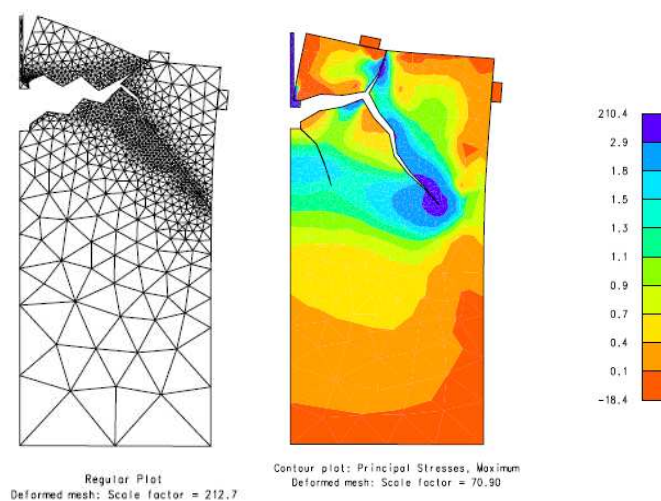 Regular Plot
Deformed mesh: Scale factor = 212.7
Contour plot: Principal Stresses, Maximum
Deformed mesh: Scale factor = 70.90
210.4
2.9
1.8
1.5
1.3
1.1
0.9
0.7
0.4
0.1
-18.4